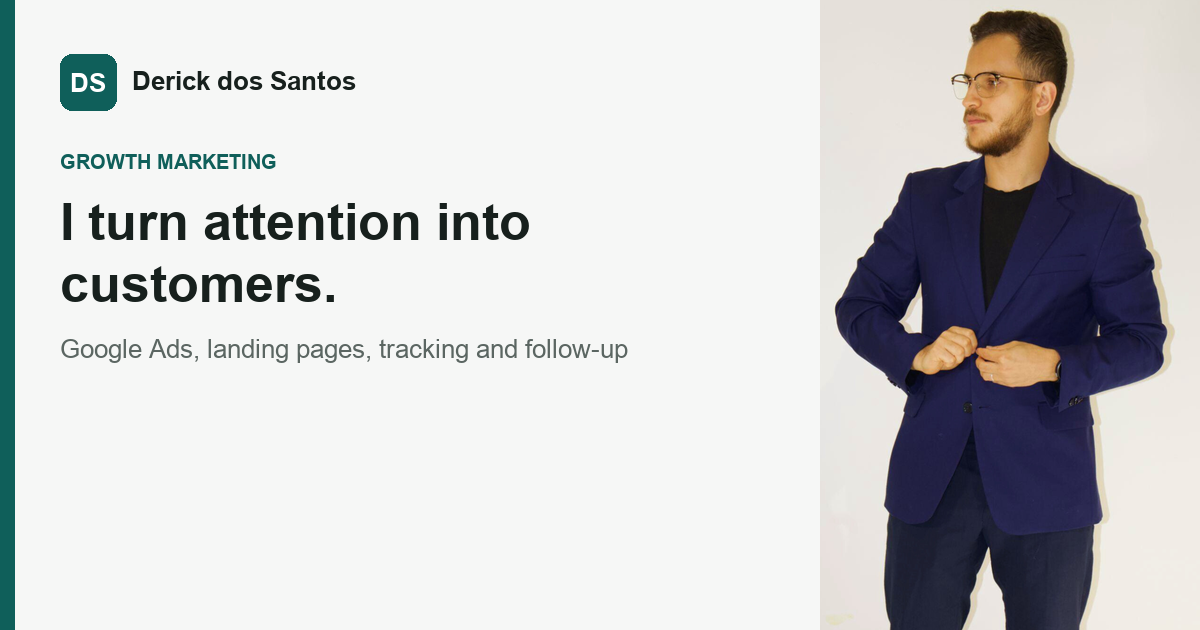 DS
Derick dos Santos
GROWTH MARKETING
I turn attention into
customers.
Google Ads, landing pages, tracking and follow-up